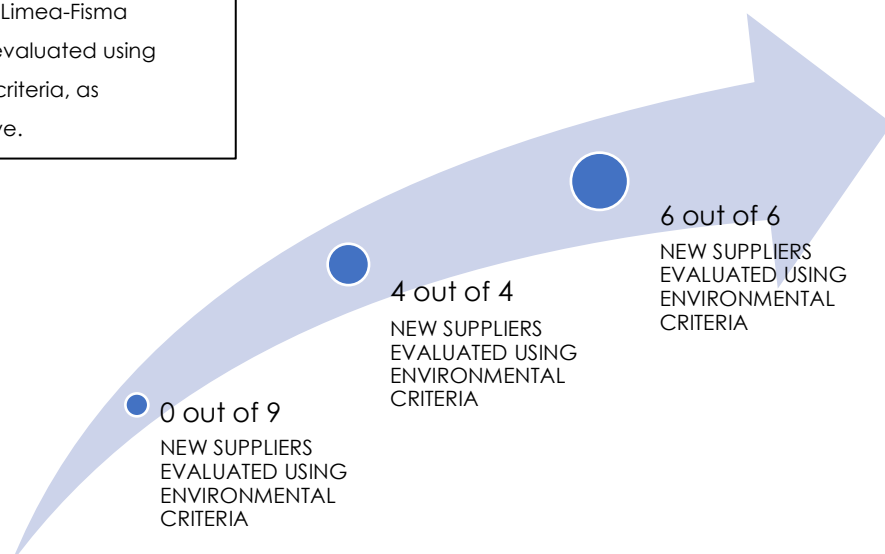 Limea-Fisma
evaluated using
criteria, as
6 out of 6
NEW SUPPLIERS
EVALUATED USING
ENVIRONMENTAL
CRITERIA
4 out of 4
NEW SUPPLIERS
EVALUATED USING
ENVIRONMENTAL
CRITERIA
0 out of 9
NEW SUPPLIERS
EVALUATED USING
ENVIRONMENTAL
CRITERIA